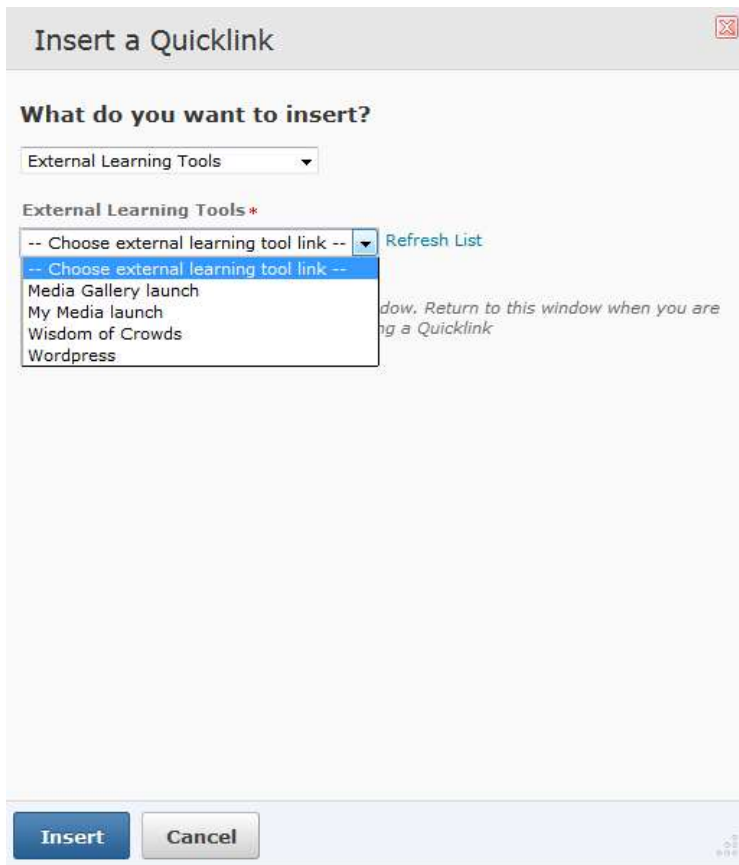 Insert a Quicklink
What do you want to insert?
External Learning Tools
External Learning Tools *
-- Choose external learning tool link -- Refresh List
-- Choose external learning tool link --
Media Gallery launch
My Media launch
dow. Return to this window when you are
Wisdom of Crowds
ng a Quicklink
Wordpress
Insert Cancel